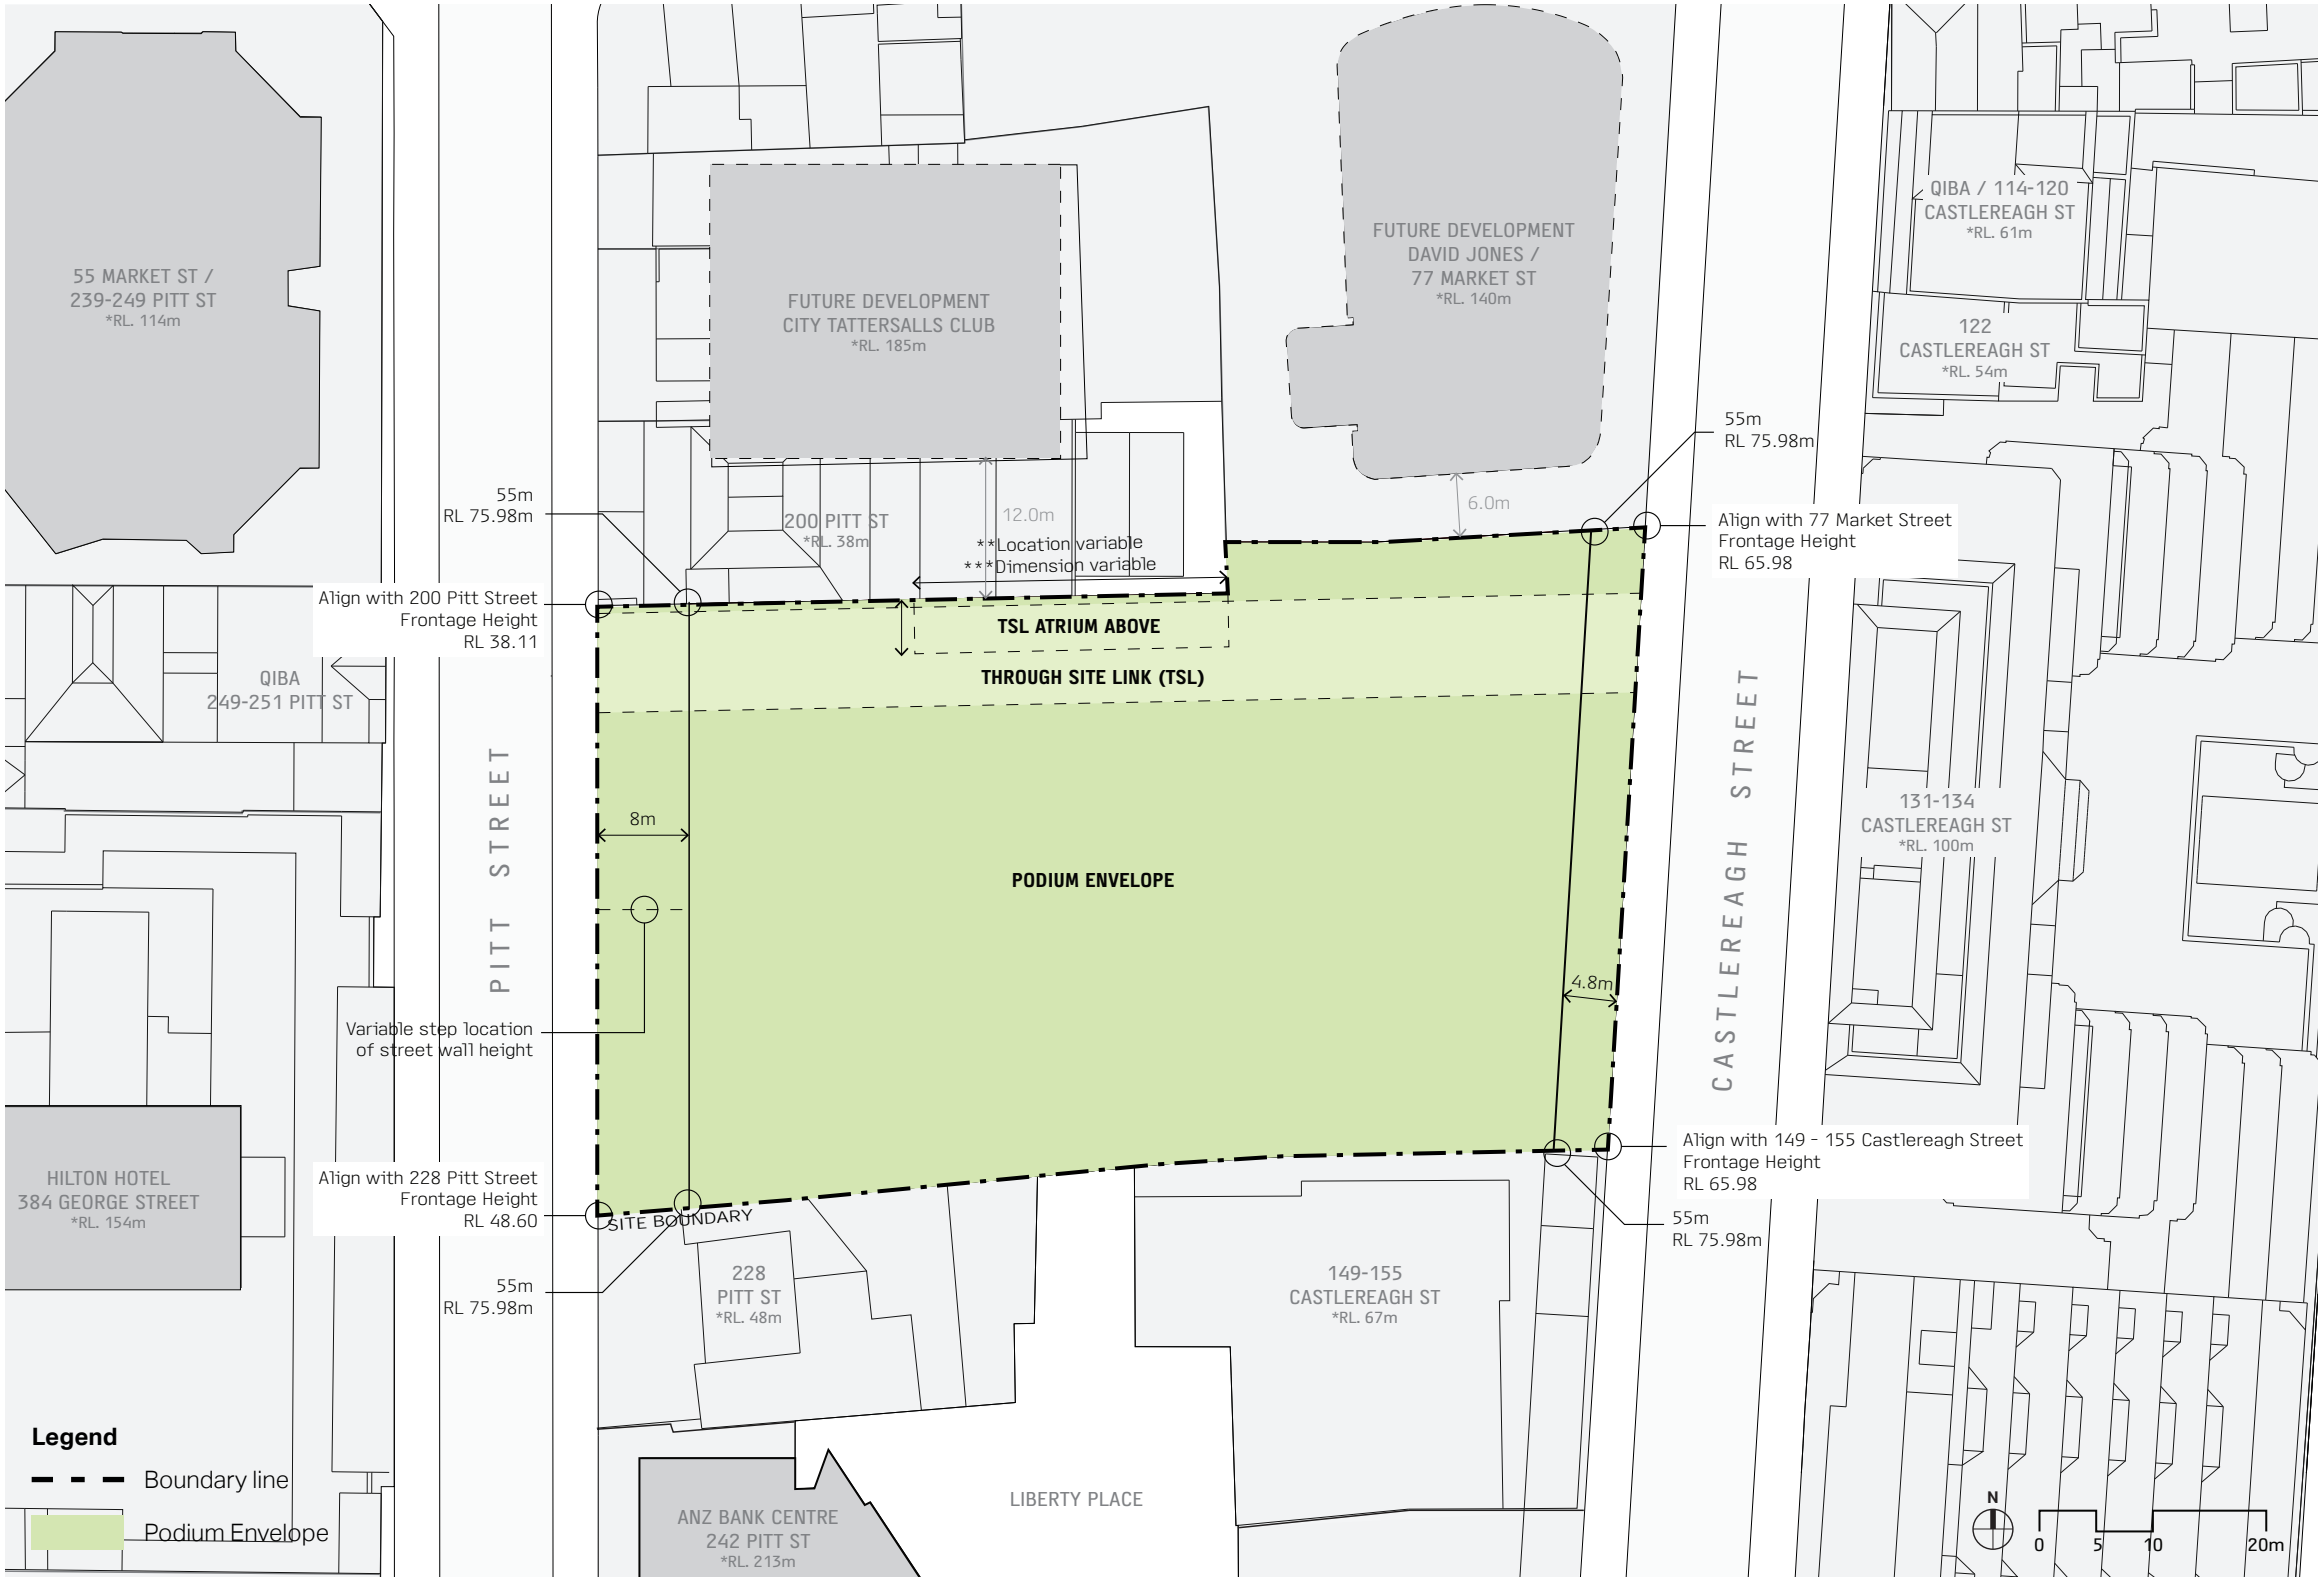 55 MARKET ST /
239-249 PITT ST
*RL. 114m
FUTURE DEVELOPMENT
CITY TATTERSALLS CLUB
*RL. 185m
FUTURE DEVELOPMENT
DAVID JONES /
77 MARKET ST
*RL. 140m
QIBA / 114-120
CASTLEREAGH ST
*RL. 61m
122
CASTLEREAGH ST
*RL. 54m
55m
RL 75.98m
55m
RL 75.98m
200 PITT ST
*RL. 38m
12.0m
6.0m
**Location variable
***Dimension variable
Align with 77 Market Street
Frontage Height
RL 65.98
Align with 200 Pitt Street
Frontage Height
RL 38.11
TSL ATRIUM ABOVE
THROUGH SITE LINK (TSL)
QIBA
249-251 PITT ST
PITT STREET
8m
PODIUM ENVELOPE
CASTLEREAGH STREET
131-134
CASTLEREAGH ST
*RL. 100m
4.8m
Variable step location
of street wall height
Align with 149 - 155 Castlereagh Street
Frontage Height
RL 65.98
HILTON HOTEL
384 GEORGE STREET
*RL. 154m
Align with 228 Pitt Street
Frontage Height
RL 48.60
SITE BOUNDARY
55m
RL 75.98m
55m
RL 75.98m
228
PITT ST
*RL. 48m
149-155
CASTLEREAGH ST
*RL. 67m
Legend
Boundary line
Podium Envelope
LIBERTY PLACE
ANZ BANK CENTRE
242 PITT ST
*RL. 213m
N
0 5 10 20m